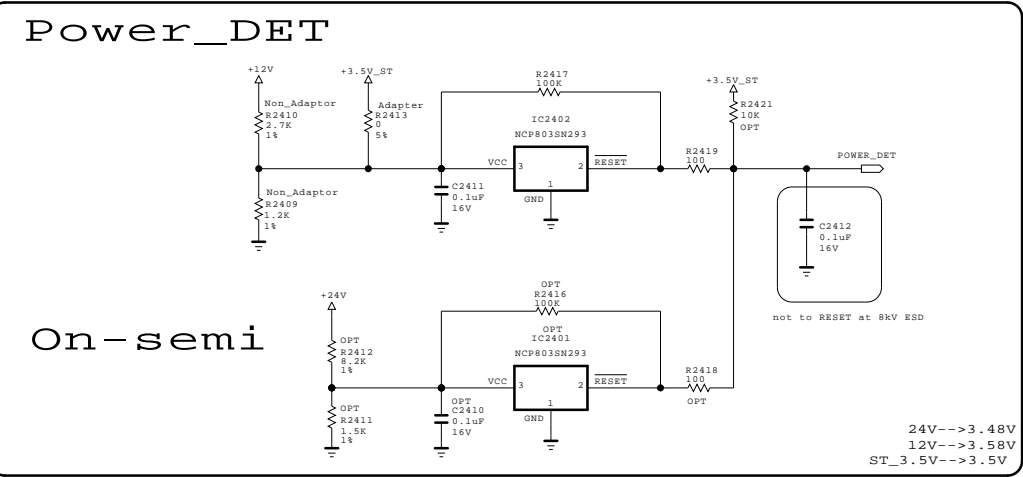 Power_DET
+12V
+3.5V_ST
R2417
100K
+3.5V_ST
Non_Adaptor
R2410
2.7K
1%
Adapter
R2413
0
5%
R2421
10K
OPT
IC2402
NCP803SN293
VCC
3
2
RESET
1
GND
R2419
100
POWER_DET
C2411
0.1uF
16V
Non_Adaptor
R2409
1.2K
1%
C2412
0.1uF
16V
not to RESET at 8kV ESD
On-semi
+24V
OPT
R2416
100K
OPT
R2412
8.2K
1%
OPT
IC2401
NCP803SN293
VCC
3
2
RESET
1
GND
R2418
100
OPT
OPT
R2411
1.5K
1%
OPT
C2410
0.1uF
16V
24V-->3.48V
12V-->3.58V
ST_3.5V-->3.5V